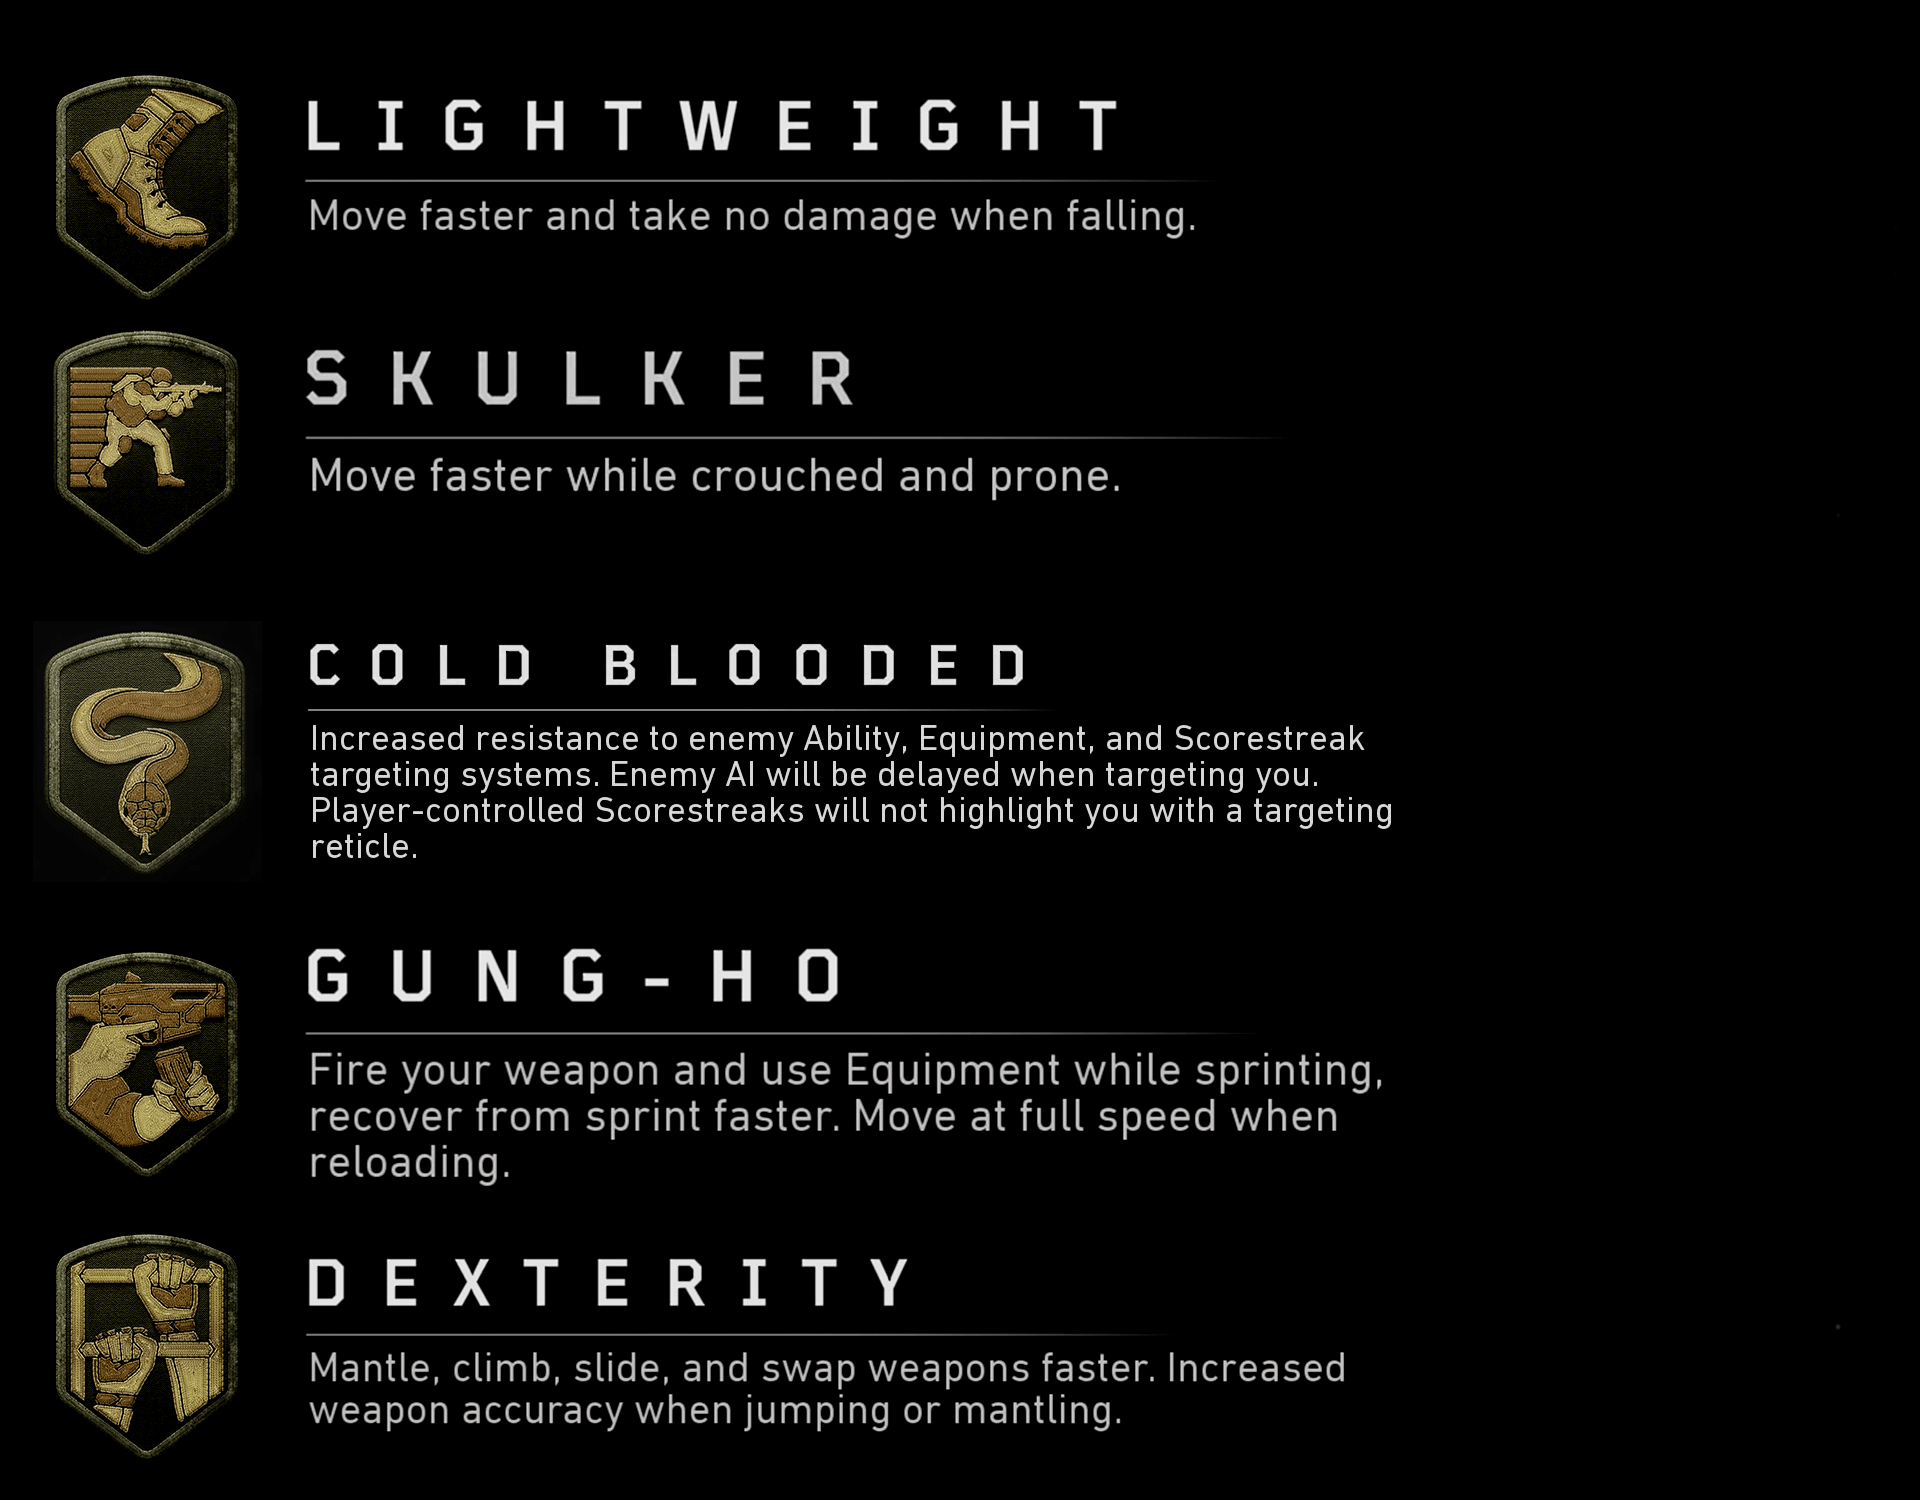 LIGHTWEIGHT
Move faster and take no damage when falling.
SKULKER
Move faster while crouched and prone.
COLD BLOODED
Increased resistance to enemy Ability, Equipment, and Scorestreak
targeting systems. Enemy AI will be delayed when targeting you.
Player-controlled Scorestreaks will not highlight you with a targeting
reticle.
GUNG-HO
Fire your weapon and use Equipment while sprinting,
recover from sprint faster. Move at full speed when
reloading.
DEXTERITY
Mantle, climb, slide, and swap weapons faster. Increased
weapon accuracy when jumping or mantling.